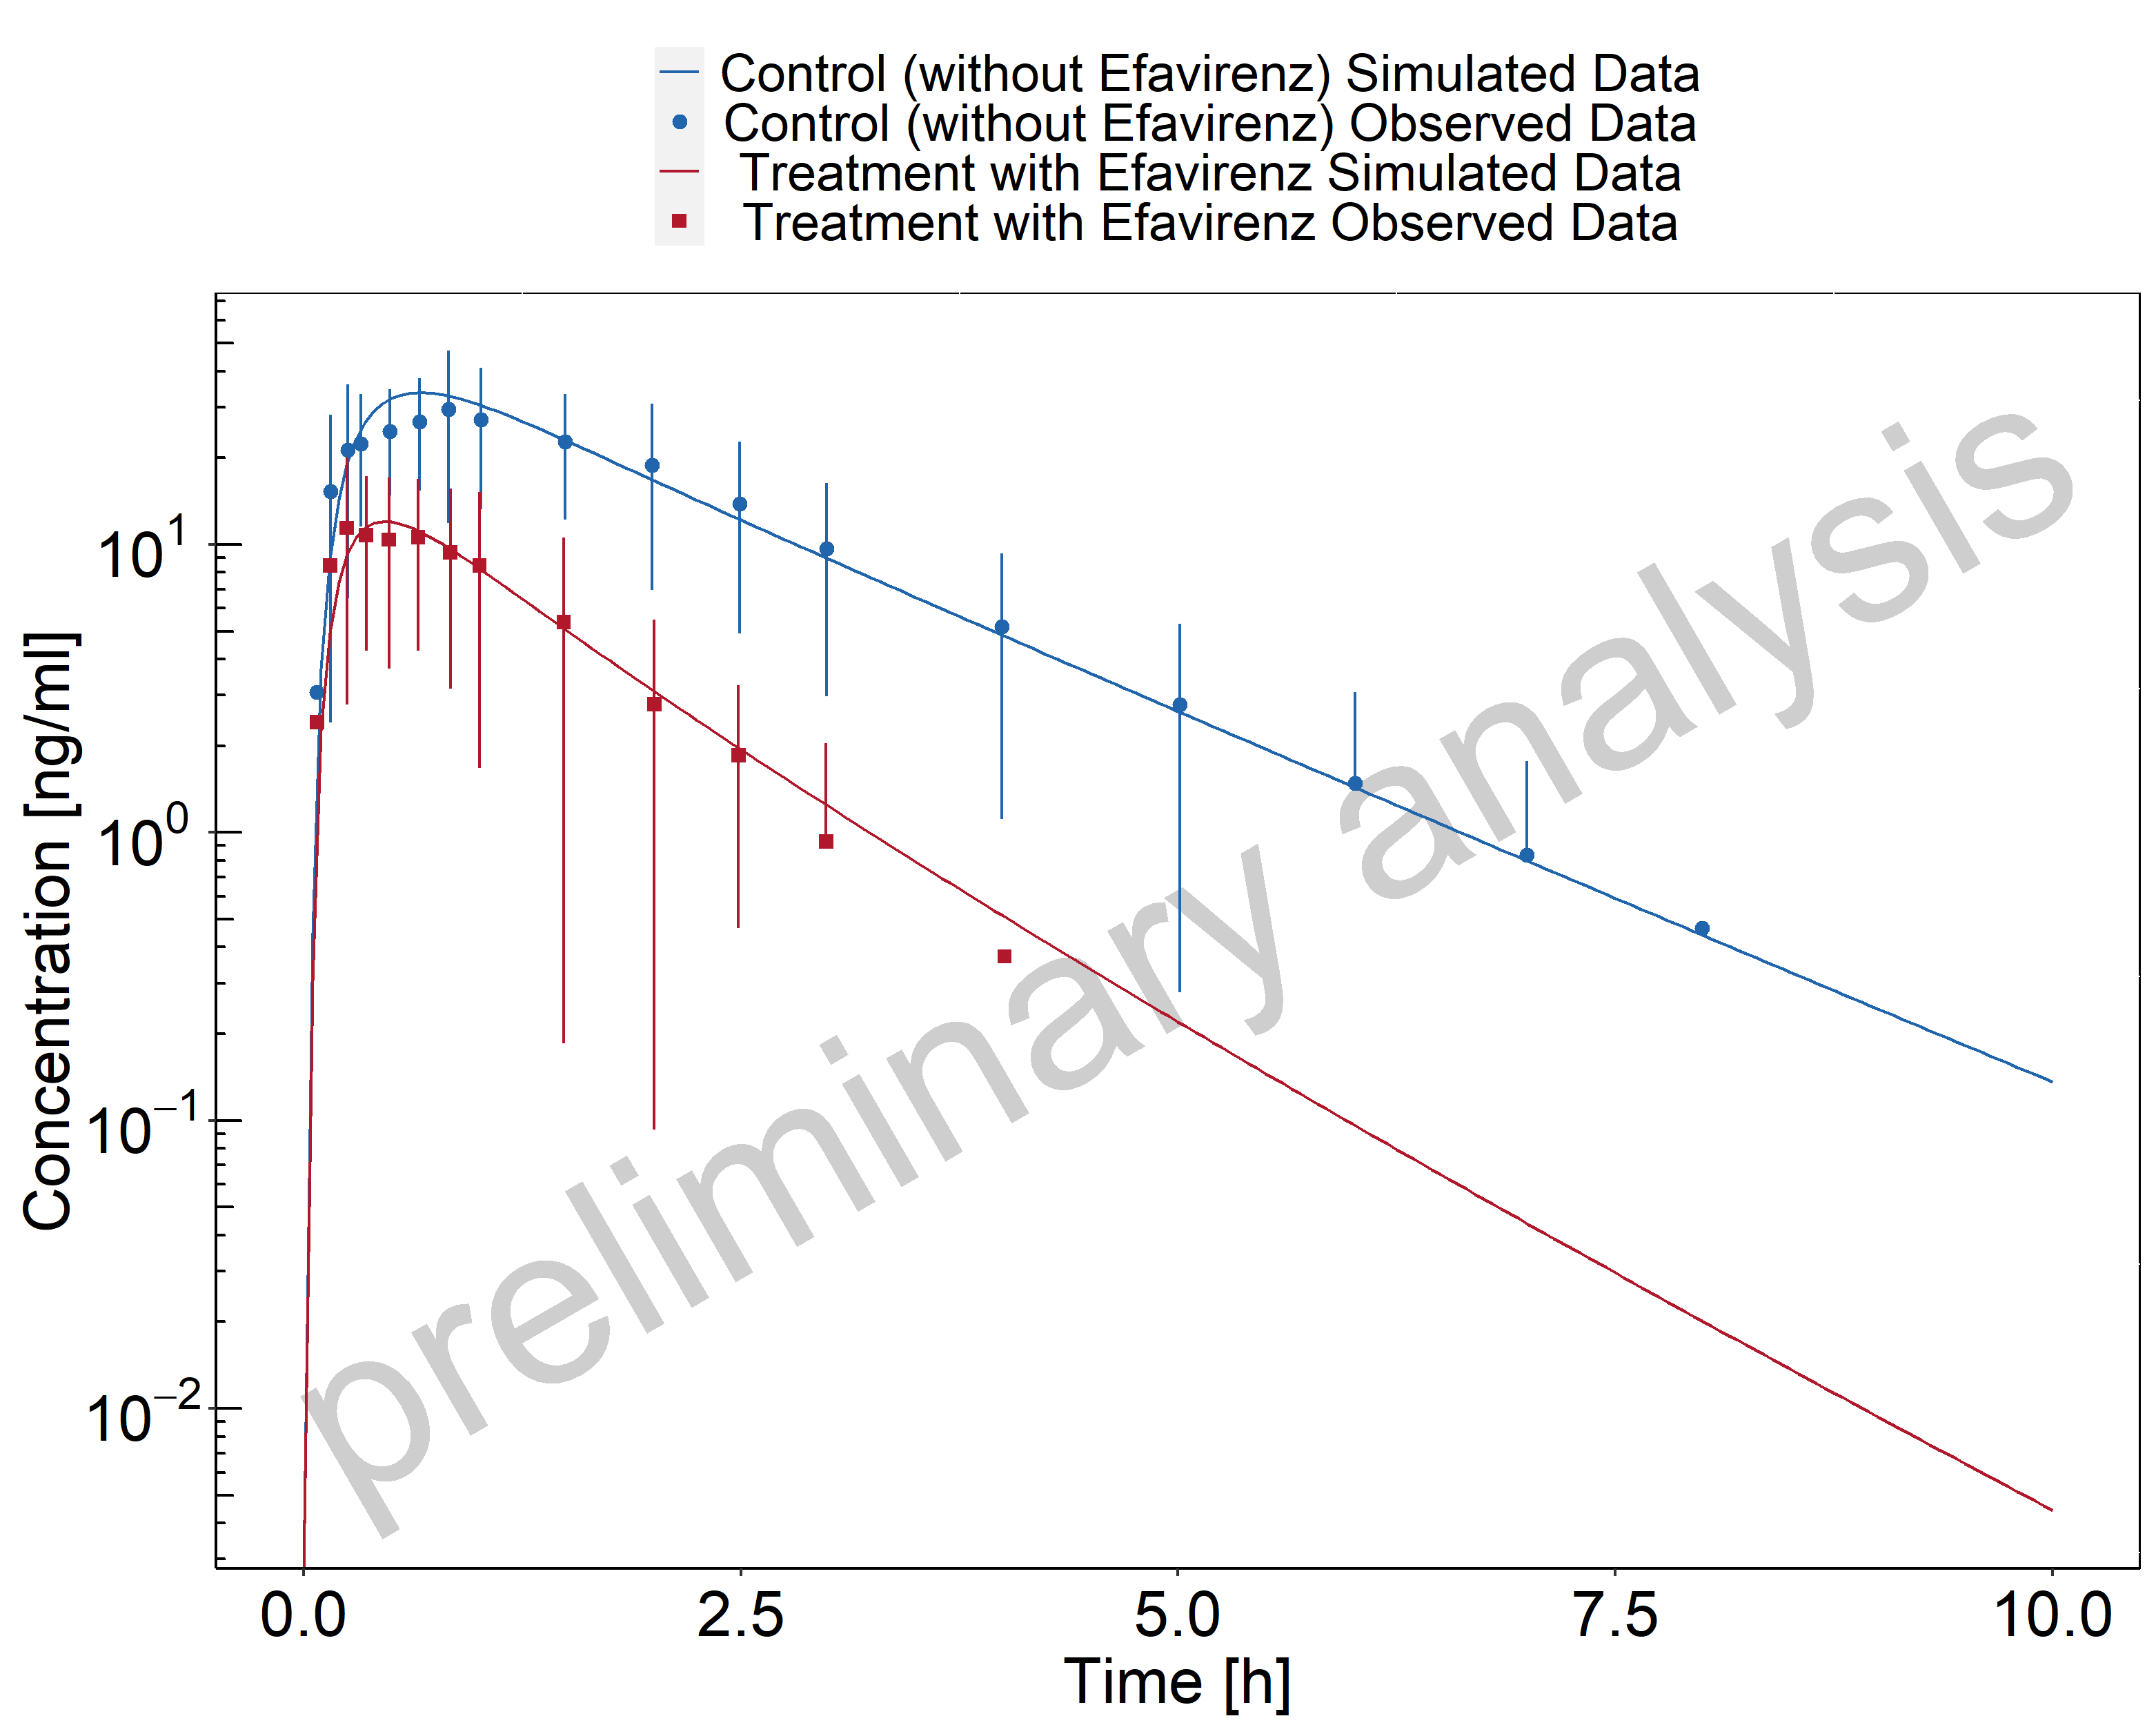 Control (without Efavirenz) Simulated Data
Control (without Efavirenz) Observed Data
Treatment with Efavirenz Simulated Data
Treatment with Efavirenz Observed Data
Concentration [ng/ml]
10^1
10^0
10^−1
10^−2
preliminary analysis
0.0 2.5 5.0 7.5 10.0
Time [h]